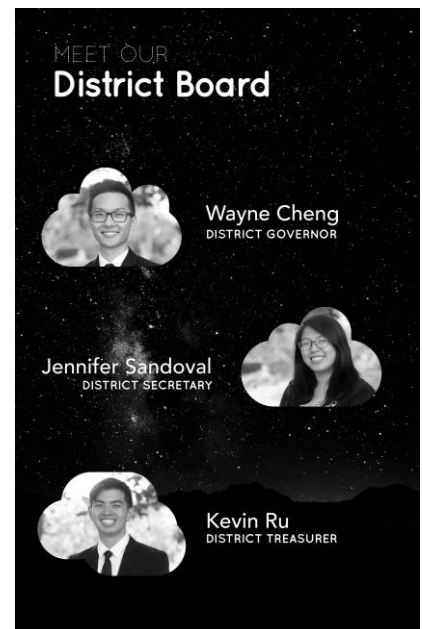 MEET OUR
District Board
Wayne Cheng
DISTRICT GOVERNOR
Jennifer Sandoval
DISTRICT SECRETARY
Kevin Ru
DISTRICT TREASURER